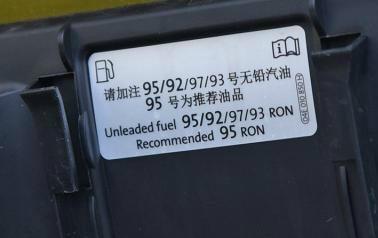 请加注 95/92/97/93 号无铅汽油
95 号为推荐油品
Unleaded fuel 95/92/97/93 RON
Recommended 95 RON